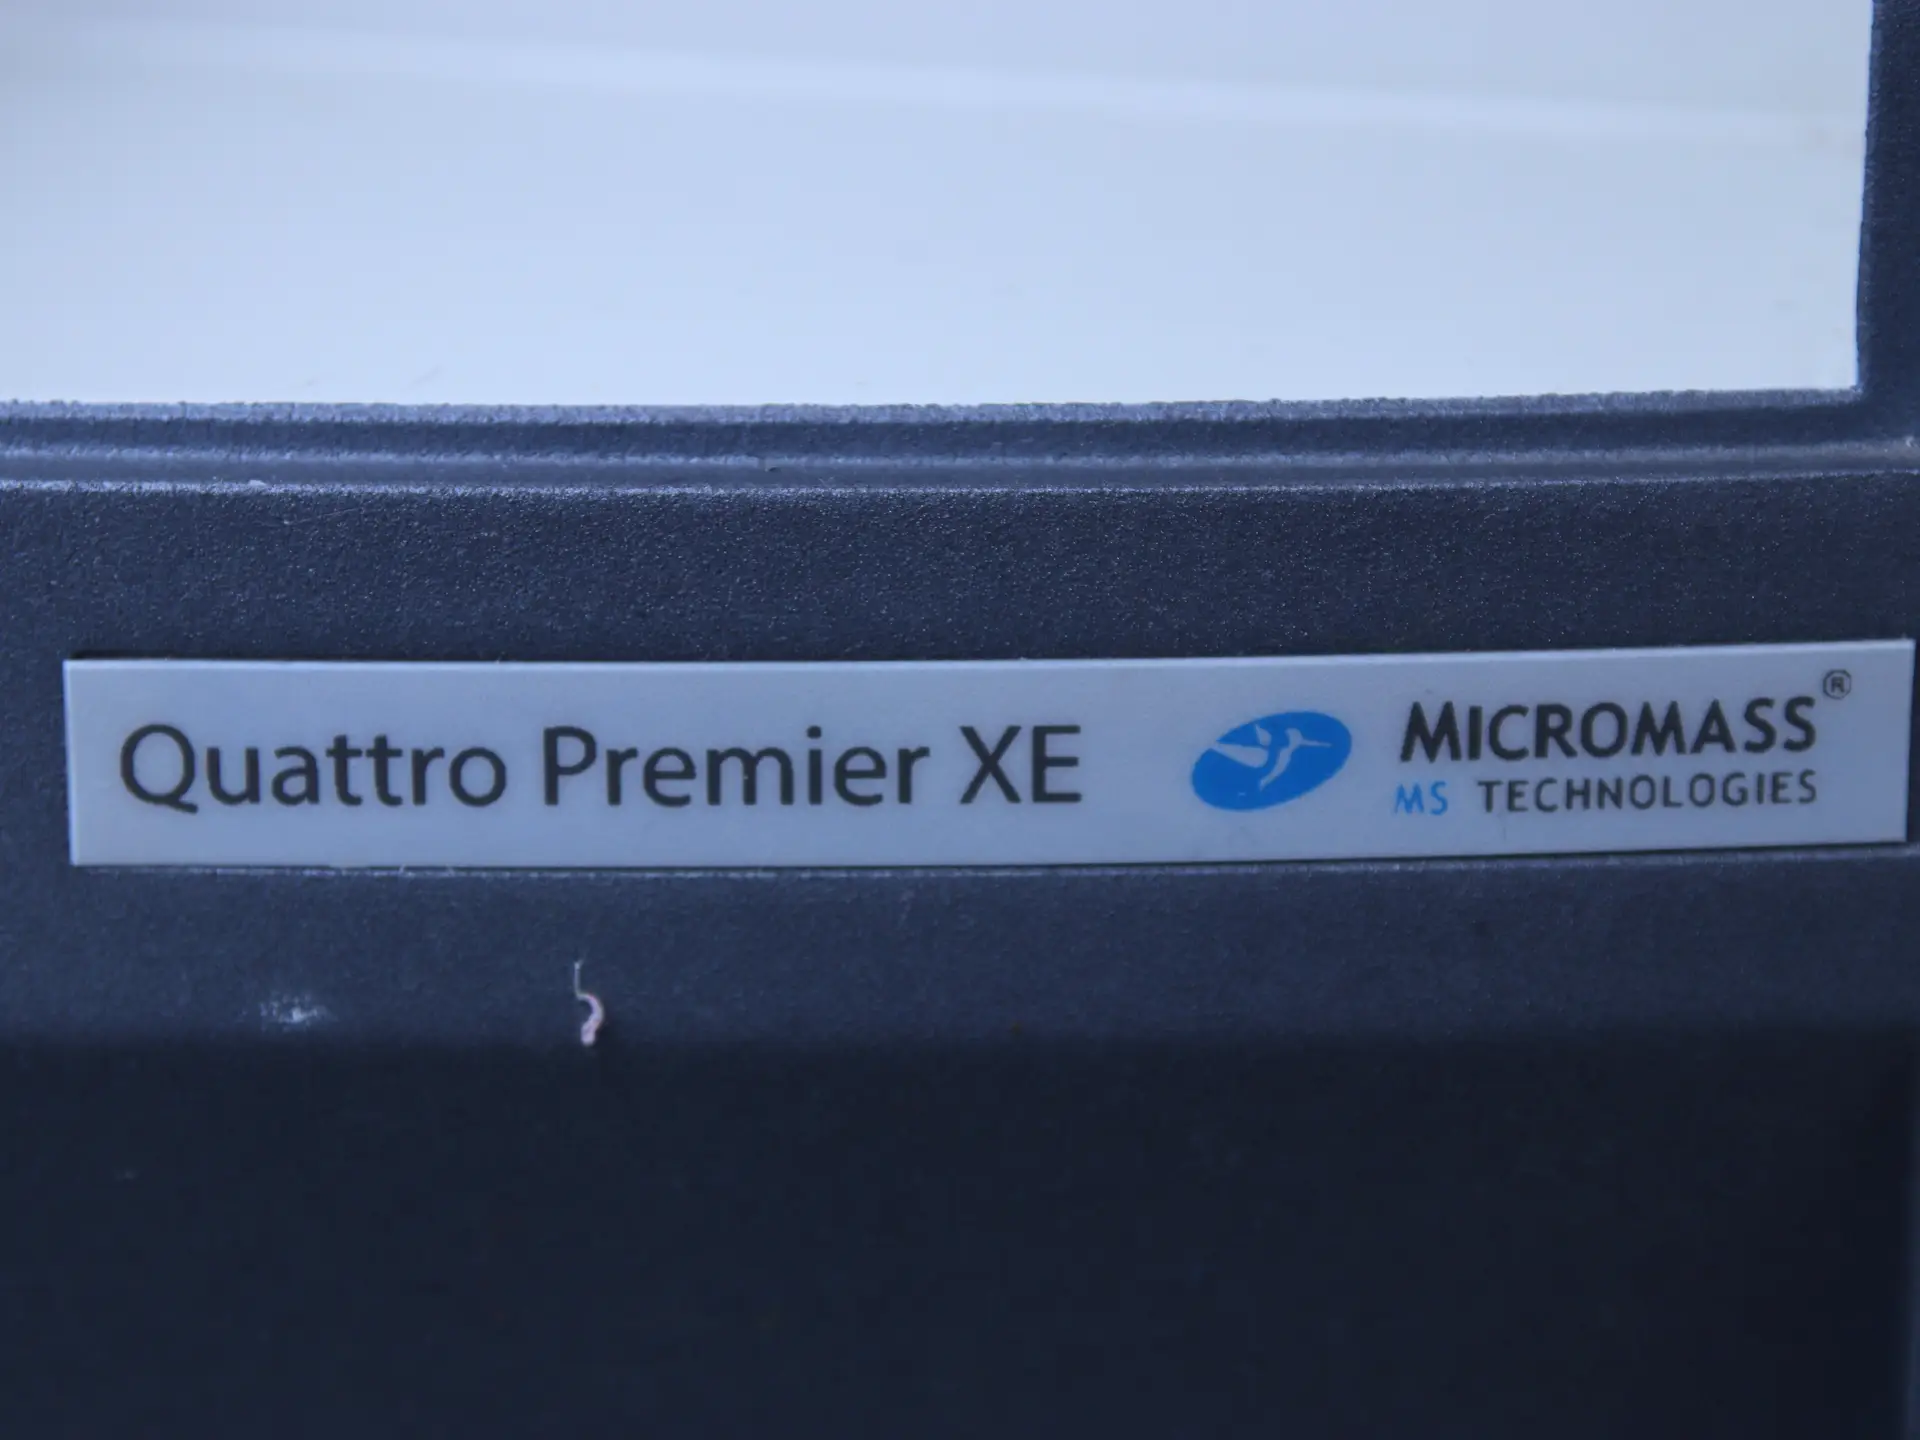 Quattro Premier XE
MICROMASS®
MS TECHNOLOGIES